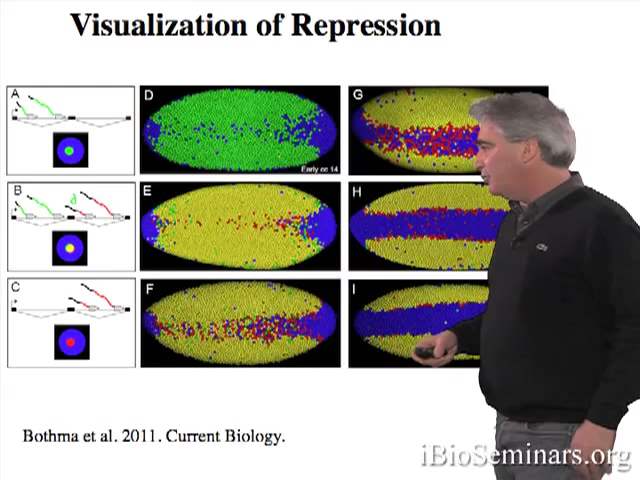 Visualization of Repression
A
D
G
Early cc 14
B
E
H
C
F
I
Bothma et al. 2011. Current Biology.
iBioSeminars.org